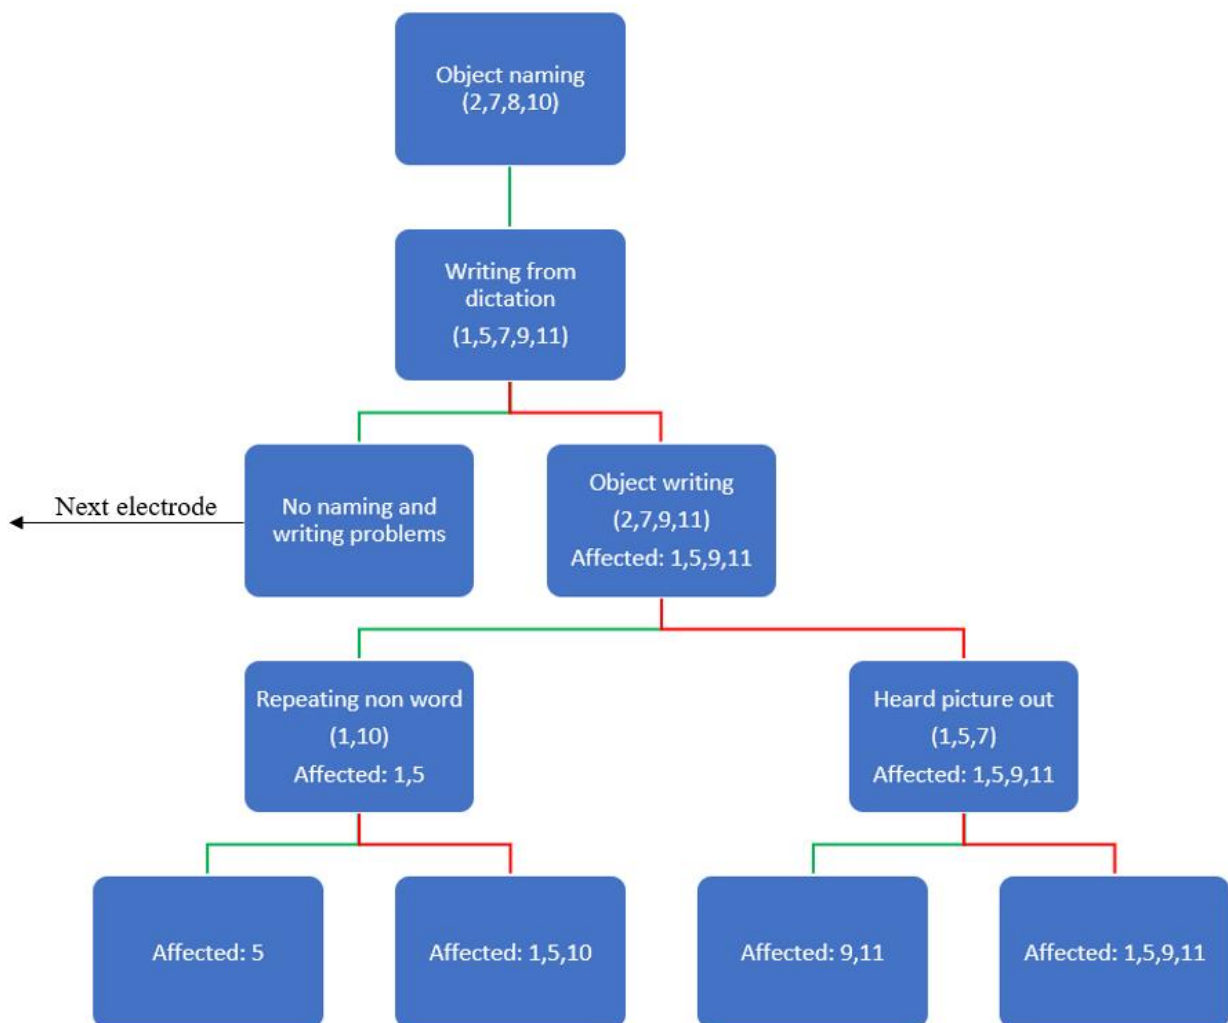 Object naming
(2,7,8,10)
Writing from
dictation
(1,5,7,9,11)
Next electrode
No naming and
writing problems
Object writing
(2,7,9,11)
Affected: 1,5,9,11
Repeating non word
(1,10)
Affected: 1,5
Heard picture out
(1,5,7)
Affected: 1,5,9,11
Affected: 5
Affected: 1,5,10
Affected: 9,11
Affected: 1,5,9,11